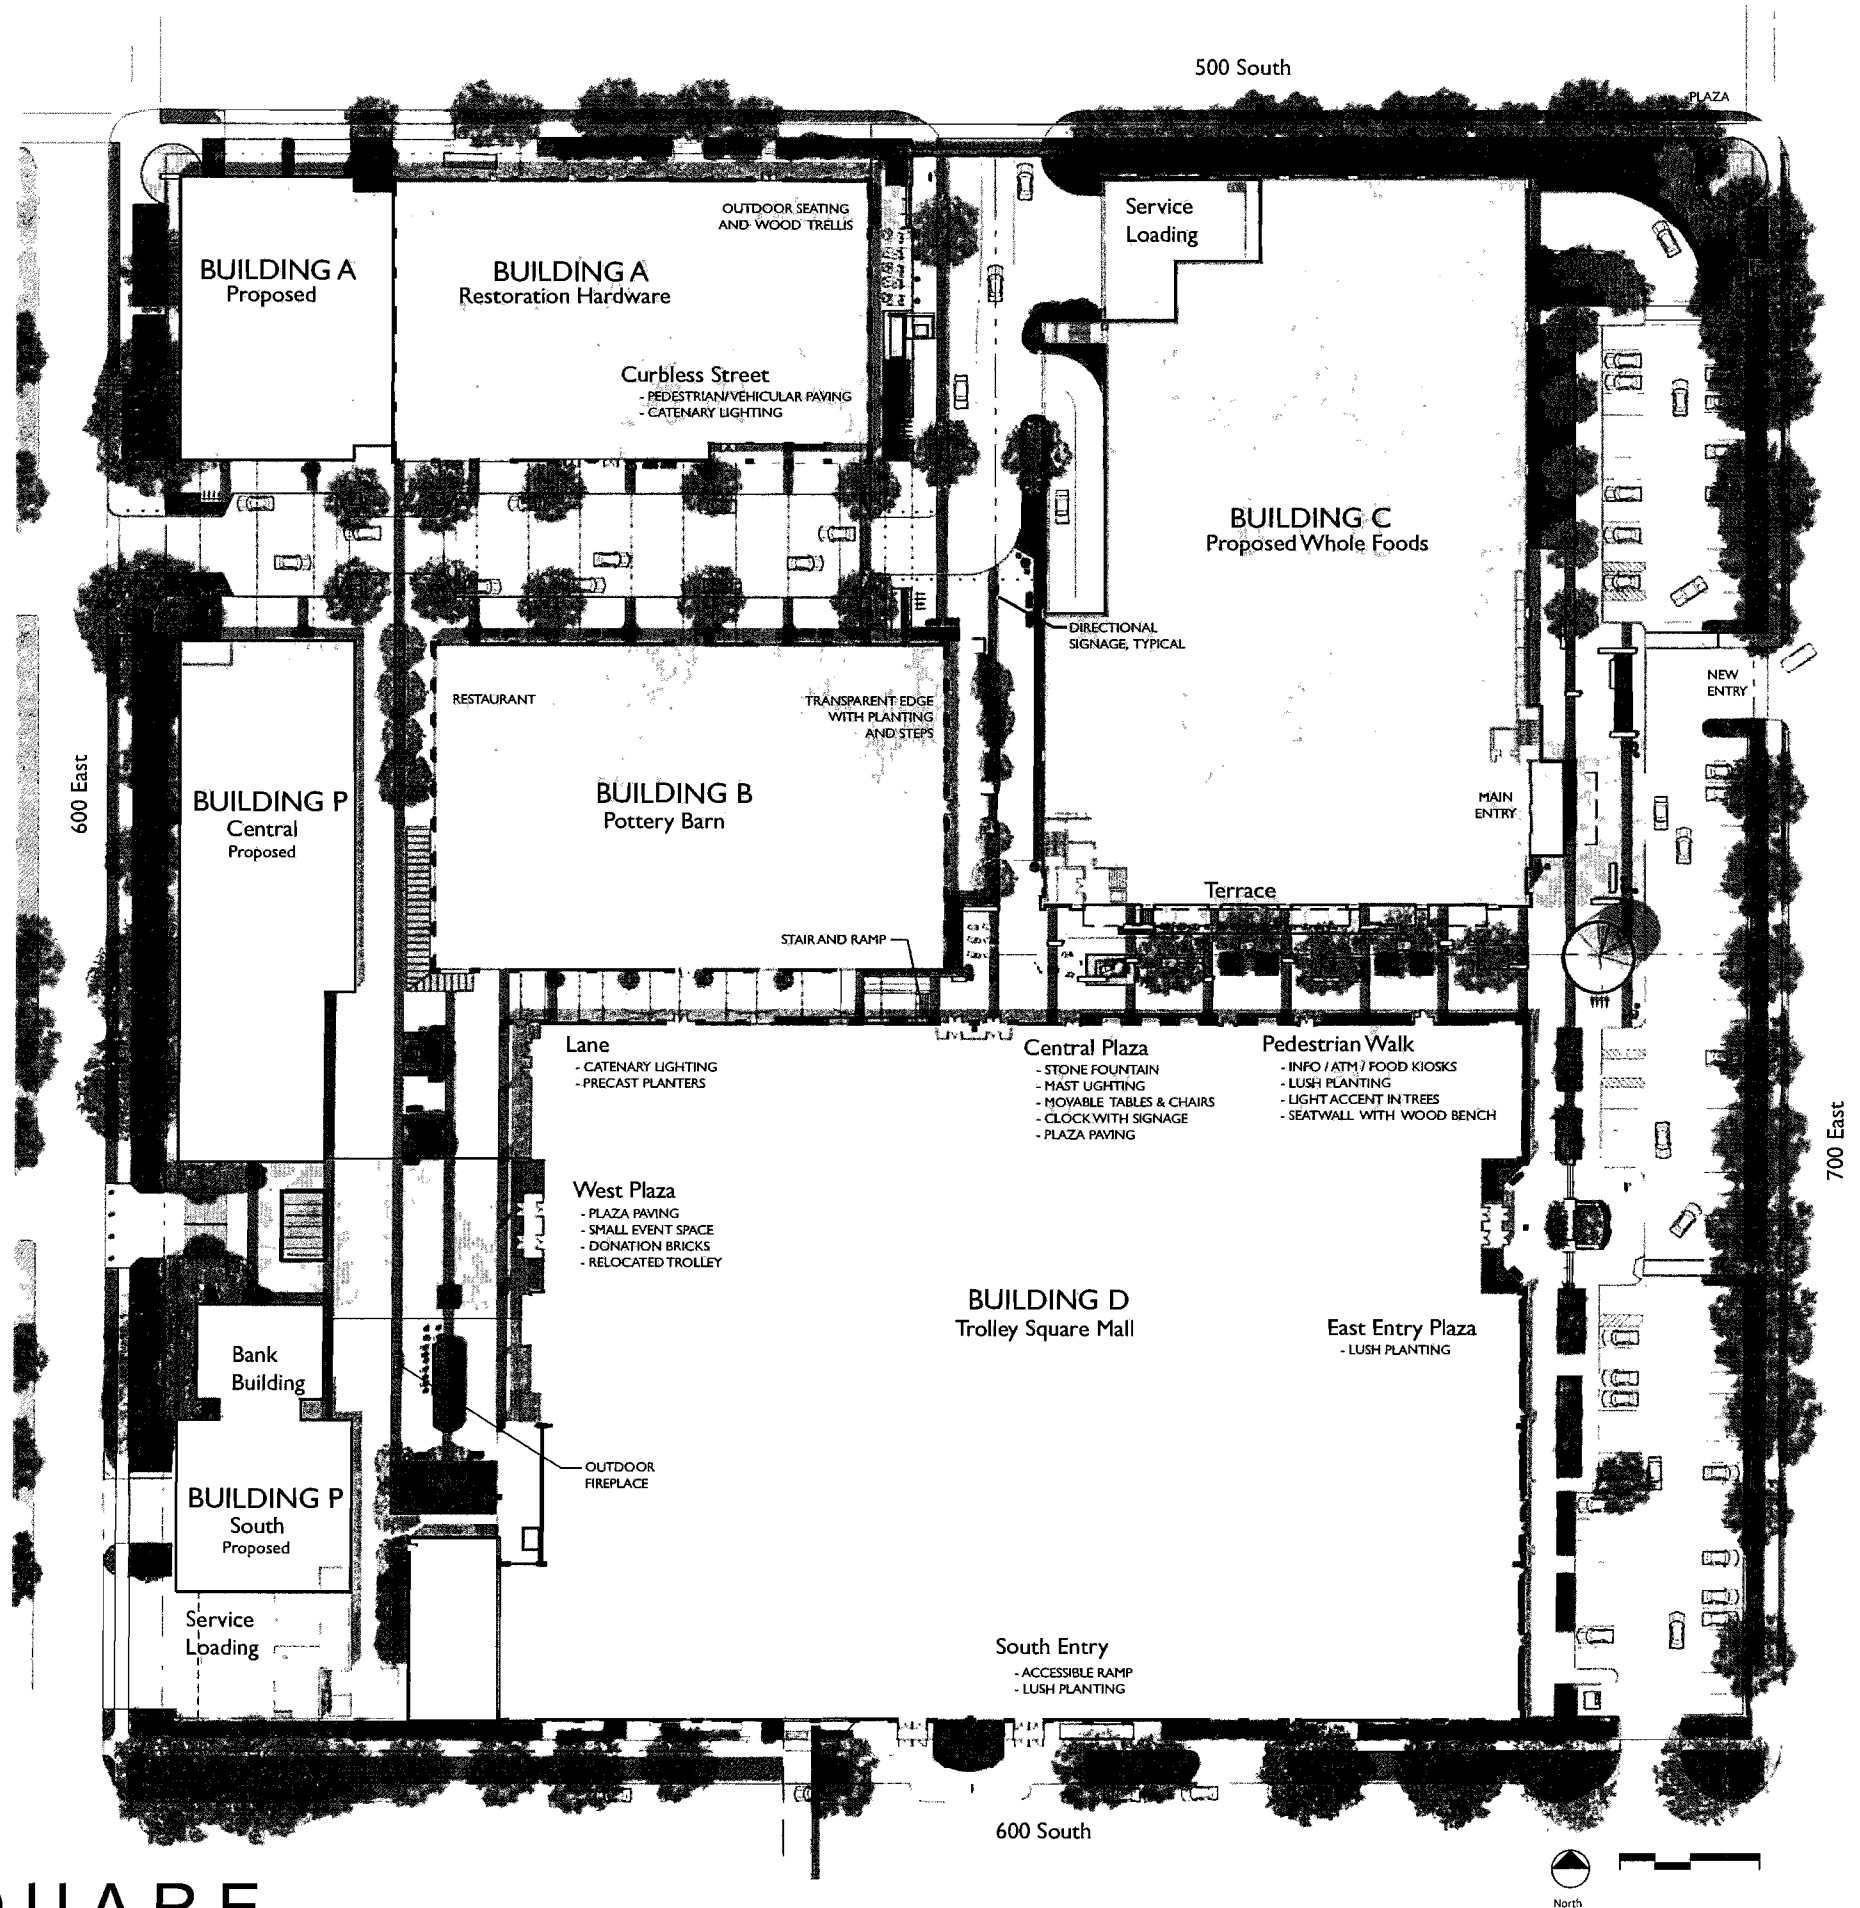 500 South
PLAZA
OUTDOOR SEATING
AND WOOD TRELLIS
Service
Loading
BUILDING A
Proposed
BUILDING A
Restoration Hardware
Curbless Street
- PEDESTRIAN/VEHICULAR PAVING
- CATENARY LIGHTING
BUILDING C
Proposed Whole Foods
DIRECTIONAL
SIGNAGE, TYPICAL
NEW
ENTRY
RESTAURANT
TRANSPARENT EDGE
WITH PLANTING
AND STEPS
600 East
BUILDING P
Central
Proposed
BUILDING B
Pottery Barn
MAIN
ENTRY
Terrace
STAIR AND RAMP
Lane
- CATENARY LIGHTING
- PRECAST PLANTERS
Central Plaza
- STONE FOUNTAIN
- MAST LIGHTING
- MOVABLE TABLES & CHAIRS
- CLOCK WITH SIGNAGE
- PLAZA PAVING
Pedestrian Walk
- INFO / ATM / FOOD KIOSKS
- LUSH PLANTING
- LIGHT ACCENT IN TREES
- SEATWALL WITH WOOD BENCH
700 East
West Plaza
- PLAZA PAVING
- SMALL EVENT SPACE
- DONATION BRICKS
- RELOCATED TROLLEY
BUILDING D
Trolley Square Mall
East Entry Plaza
- LUSH PLANTING
Bank
Building
OUTDOOR
FIREPLACE
BUILDING P
South
Proposed
Service
Loading
South Entry
- ACCESSIBLE RAMP
- LUSH PLANTING
600 South
North